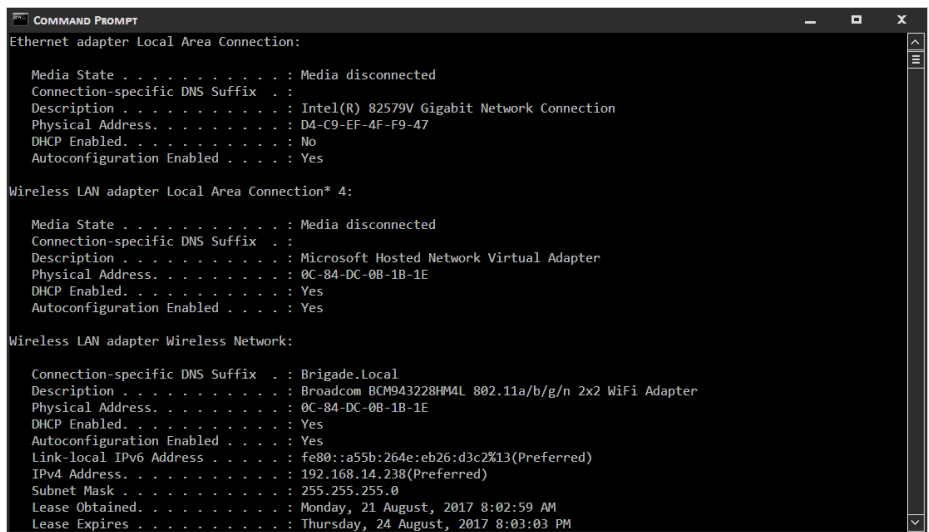 COMMAND PROMPT
Ethernet adapter Local Area Connection:
Media State . . . . . . . . . . . : Media disconnected
Connection-specific DNS Suffix  . :
Description . . . . . . . . . . . : Intel(R) 82579V Gigabit Network Connection
Physical Address. . . . . . . . . : D4-C9-EF-4F-F9-47
DHCP Enabled. . . . . . . . . . . : No
Autoconfiguration Enabled . . . . : Yes
Wireless LAN adapter Local Area Connection* 4:
Media State . . . . . . . . . . . : Media disconnected
Connection-specific DNS Suffix  . :
Description . . . . . . . . . . . : Microsoft Hosted Network Virtual Adapter
Physical Address. . . . . . . . . : 0C-84-DC-0B-1B-1E
DHCP Enabled. . . . . . . . . . . : Yes
Autoconfiguration Enabled . . . . : Yes
Wireless LAN adapter Wireless Network:
Connection-specific DNS Suffix  . : Brigade.Local
Description . . . . . . . . . . . : Broadcom BCM943228HM4L 802.11a/b/g/n 2x2 WiFi Adapter
Physical Address. . . . . . . . . : 0C-84-DC-0B-1B-1E
DHCP Enabled. . . . . . . . . . . : Yes
Autoconfiguration Enabled . . . . : Yes
Link-local IPv6 Address . . . . . : fe80::a55b:264e:eb26:d3c2%13(Preferred)
IPv4 Address. . . . . . . . . . . : 192.168.14.238(Preferred)
Subnet Mask . . . . . . . . . . . : 255.255.255.0
Lease Obtained. . . . . . . . . . : Monday, 21 August, 2017 8:02:59 AM
Lease Expires . . . . . . . . . . : Thursday, 24 August, 2017 8:03:03 PM